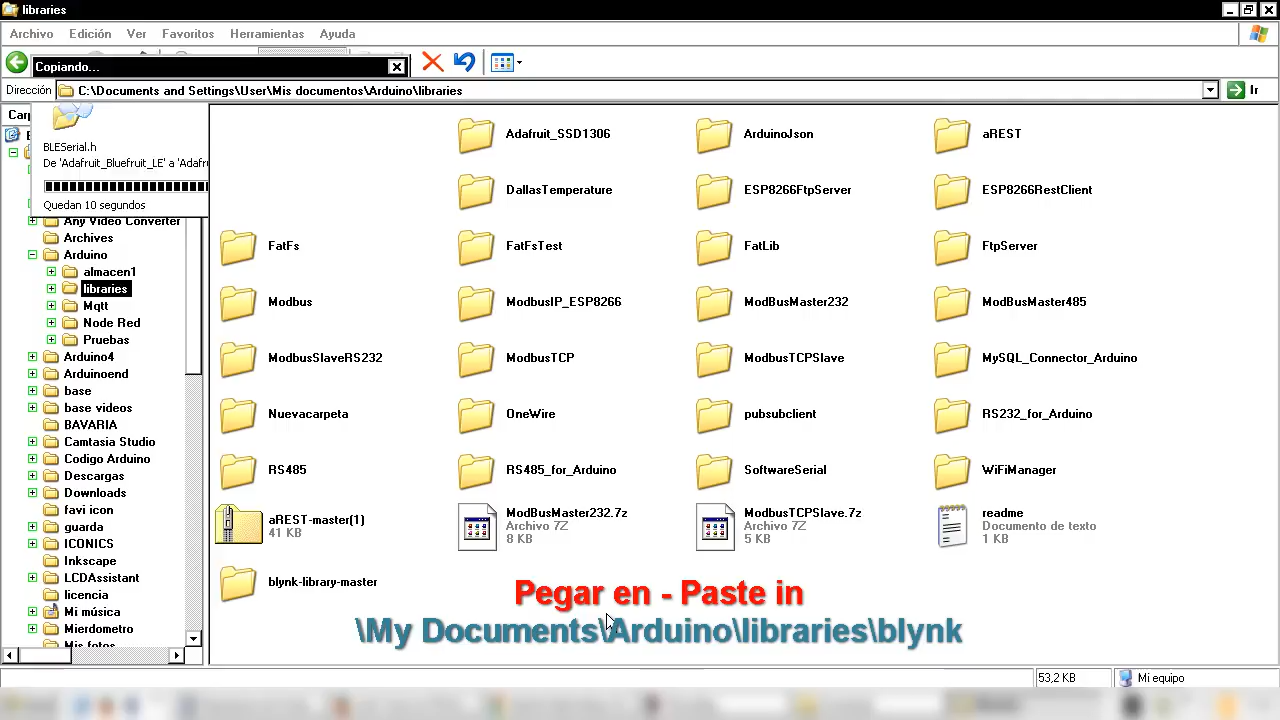 libraries
Archivo Edición Ver Favoritos Herramientas Ayuda
Copiando...
Dirección C:\Documents and Settings\User\Mis documentos\Arduino\libraries Ir
BLESerial.h
De 'Adafruit_Bluefruit_LE' a 'Adafr
Quedan 10 segundos
Any Video Converter
Archives
Arduino
almacen1
libraries
Mqtt
Node Red
Pruebas
Arduino4
Arduinoend
base
base videos
BAVARIA
Camtasia Studio
Codigo Arduino
Descargas
Downloads
favi icon
guarda
ICONICS
Inkscape
LCDAssistant
licencia
Mi música
Mierdometro
Mis fotos
Adafruit_SSD1306 ArduinoJson aREST
DallasTemperature ESP8266FtpServer ESP8266RestClient
FatFs FatFsTest FatLib FtpServer
Modbus ModbusIP_ESP8266 ModBusMaster232 ModBusMaster485
ModbusSlaveRS232 ModbusTCP ModbusTCPSlave MySQL_Connector_Arduino
Nuevacarpeta OneWire pubsubclient RS232_for_Arduino
RS485 RS485_for_Arduino SoftwareSerial WiFiManager
aREST-master(1)
41 KB
ModBusMaster232.7z
Archivo 7Z
8 KB
ModbusTCPSlave.7z
Archivo 7Z
5 KB
readme
Documento de texto
1 KB
blynk-library-master
Pegar en - Paste in
\My Documents\Arduino\libraries\blynk
53,2 KB Mi equipo